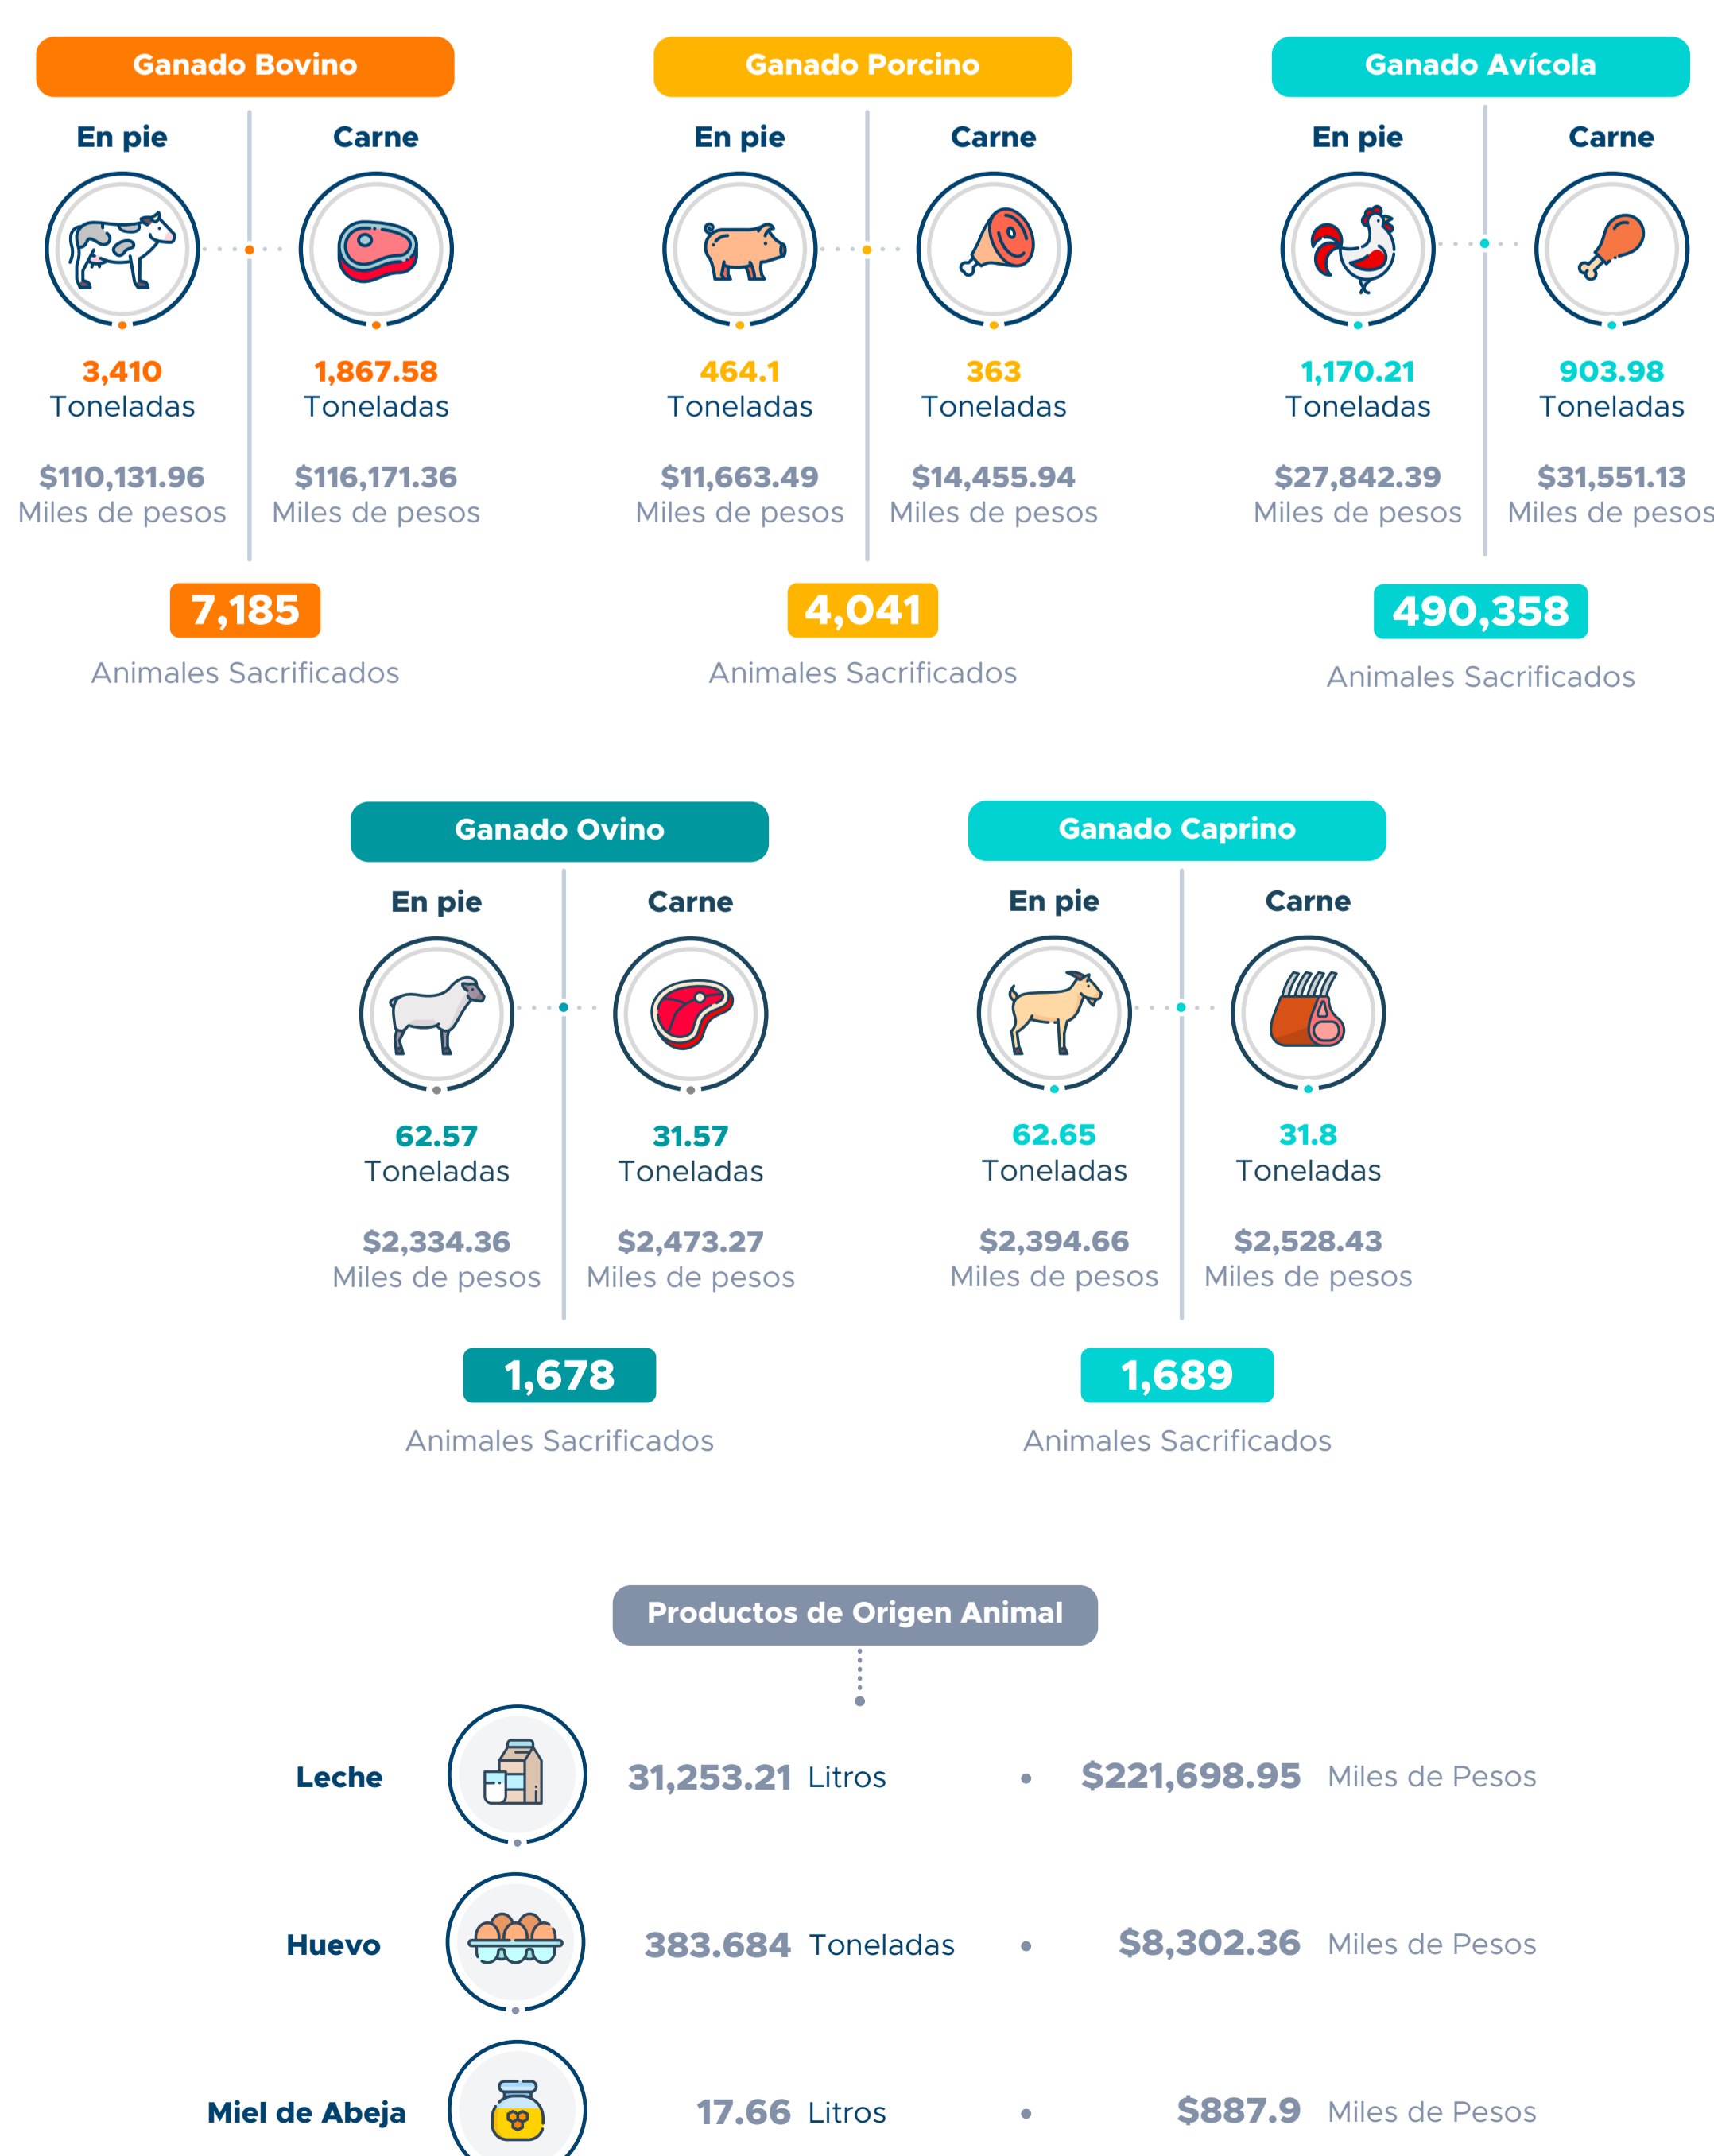 Ganado Bovino
En pie
Carne
3,410
Toneladas
1,867.58
Toneladas
$110,131.96
Miles de pesos
$116,171.36
Miles de pesos
7,185
Animales Sacrificados
Ganado Porcino
En pie
Carne
464.1
Toneladas
363
Toneladas
$11,663.49
Miles de pesos
$14,455.94
Miles de pesos
4,041
Animales Sacrificados
Ganado Avícola
En pie
Carne
1,170.21
Toneladas
903.98
Toneladas
$27,842.39
Miles de pesos
$31,551.13
Miles de pesos
490,358
Animales Sacrificados
Ganado Ovino
En pie
Carne
62.57
Toneladas
31.57
Toneladas
$2,334.36
Miles de pesos
$2,473.27
Miles de pesos
1,678
Animales Sacrificados
Ganado Caprino
En pie
Carne
62.65
Toneladas
31.8
Toneladas
$2,394.66
Miles de pesos
$2,528.43
Miles de pesos
1,689
Animales Sacrificados
Productos de Origen Animal
Leche 31,253.21 Litros • $221,698.95 Miles de Pesos
Huevo 383.684 Toneladas • $8,302.36 Miles de Pesos
Miel de Abeja 17.66 Litros • $887.9 Miles de Pesos